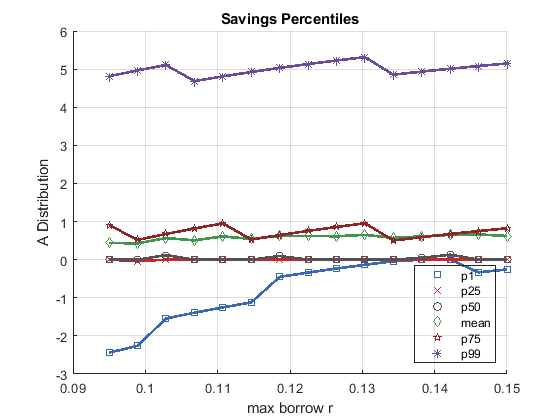 Savings Percentiles
6
5
4
3
2
1
0
-1
-2
-3
A Distribution
0.09
0.1
0.11
0.12
0.13
0.14
0.15
max borrow r
p1
p25
p50
mean
p75
p99